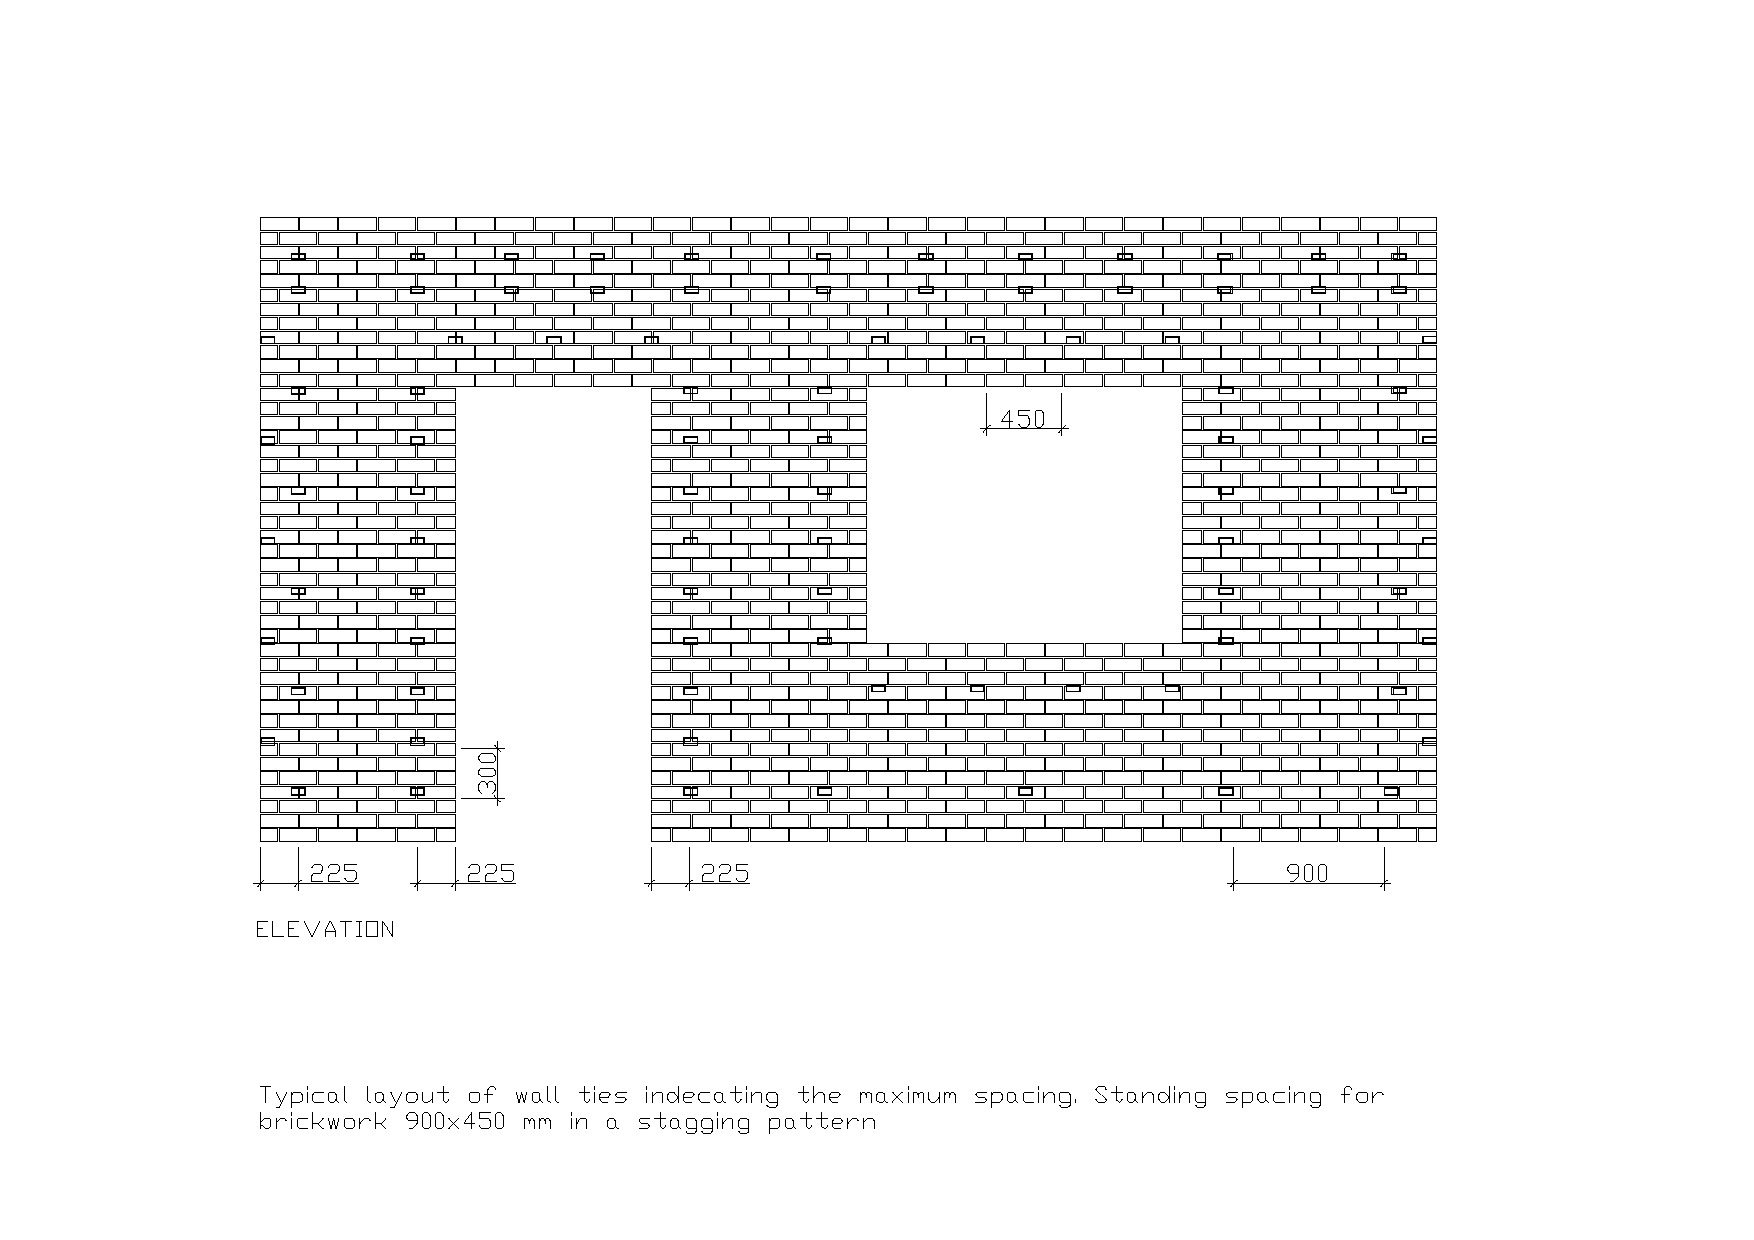 450
300
225
225
225
900
ELEVATION
Typical layout of wall ties indecating the maximum spacing. Standing spacing for
brickwork 900x450 mm in a stagging pattern